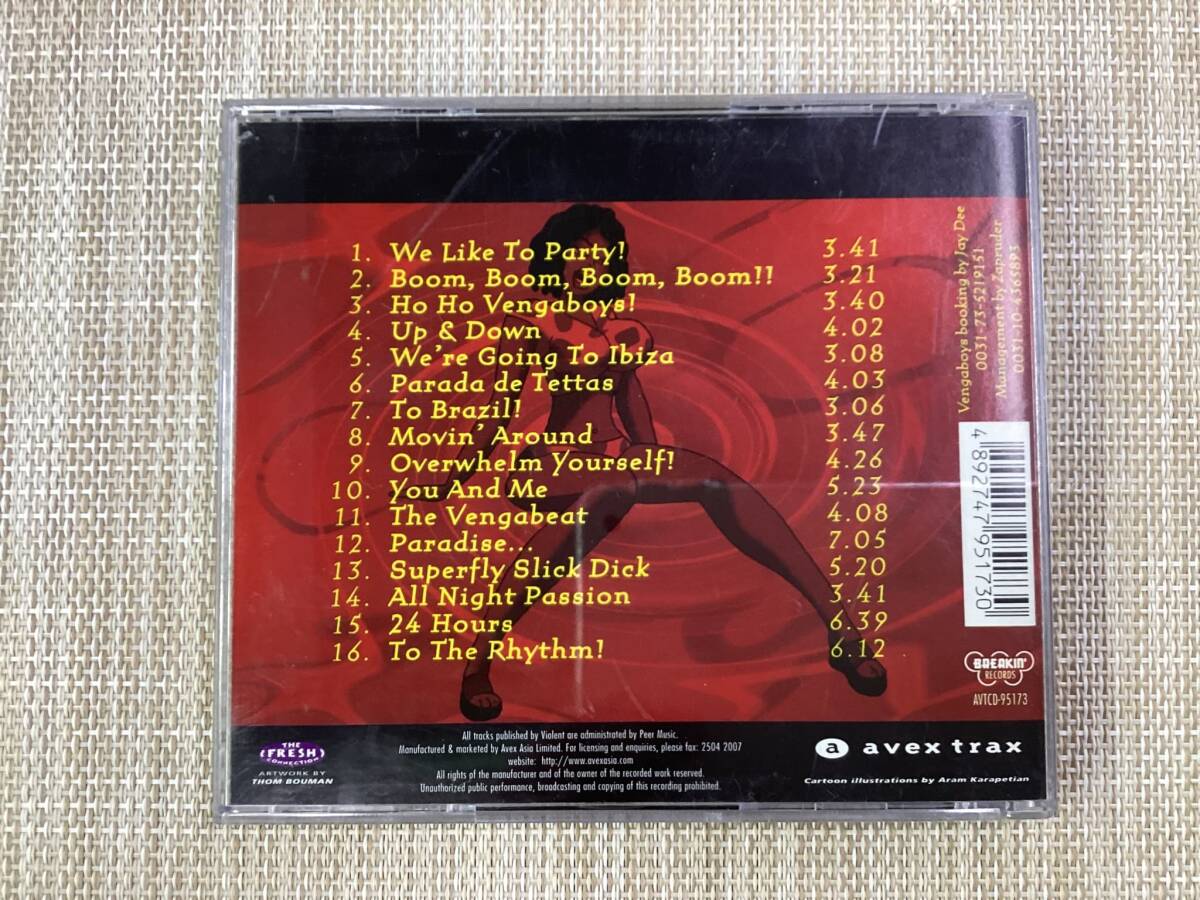 1. We Like To Party! 3.41
2. Boom, Boom, Boom, Boom!! 3.21
3. Ho Ho Vengaboys! 3.40
4. Up & Down 4.02
5. We're Going To Ibiza 3.08
6. Parada de Tettas 4.03
7. To Brazil! 3.06
8. Movin' Around 3.47
9. Overwhelm Yourself! 4.26
10. You And Me 5.23
11. The Vengabeat 4.08
12. Paradise... 7.05
13. Superfly Slick Dick 5.20
14. All Night Passion 3.41
15. 24 Hours 6.39
16. To The Rhythm! 6.12
Vengaboys booking by Jay Dee
0031-73-5219151
Management by Zapruder
0031-10-4365893
4 892747 951730
BREAKIN'
RECORDS
AVTCD-95173
THE
FRESH
CONNECTION
ARTWORK BY
THOM BOUMAN
All tracks published by Violent are administrated by Peer Music.
Manufactured & marketed by Avex Asia Limited. For licensing and enquiries, please fax: 2504 2007
website: http://www.avexasia.com
All rights of the manufacturer and of the owner of the recorded work reserved.
Unauthorized public performance, broadcasting and copying of this recording prohibited.
a avex trax
Cartoon illustrations by Aram Karapetian